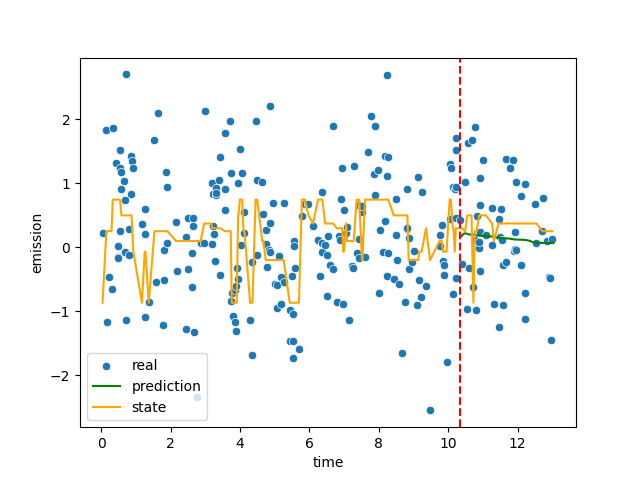 emission
2
1
0
−1
−2
real
prediction
state
0 2 4 6 8 10 12
time